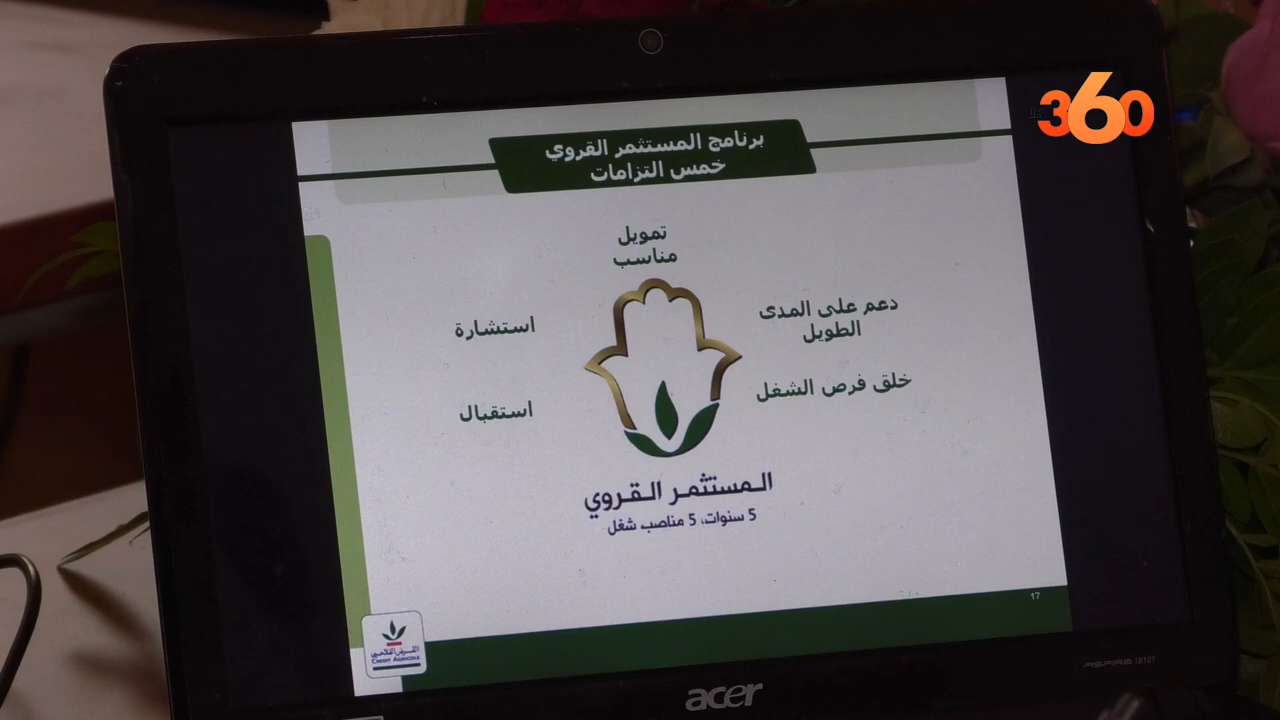 360
برنامج المستثمر القروي
خمس التزامات
تمويل
مناسب
دعم على المدى
الطويل
استشارة
خلق فرص الشغل
استقبال
المستثمر القروي
5 سنوات، 5 مناصب شغل
17
القرض الفلاحي
CREDIT AGRICOLE
acer
ASPIRE 1810T